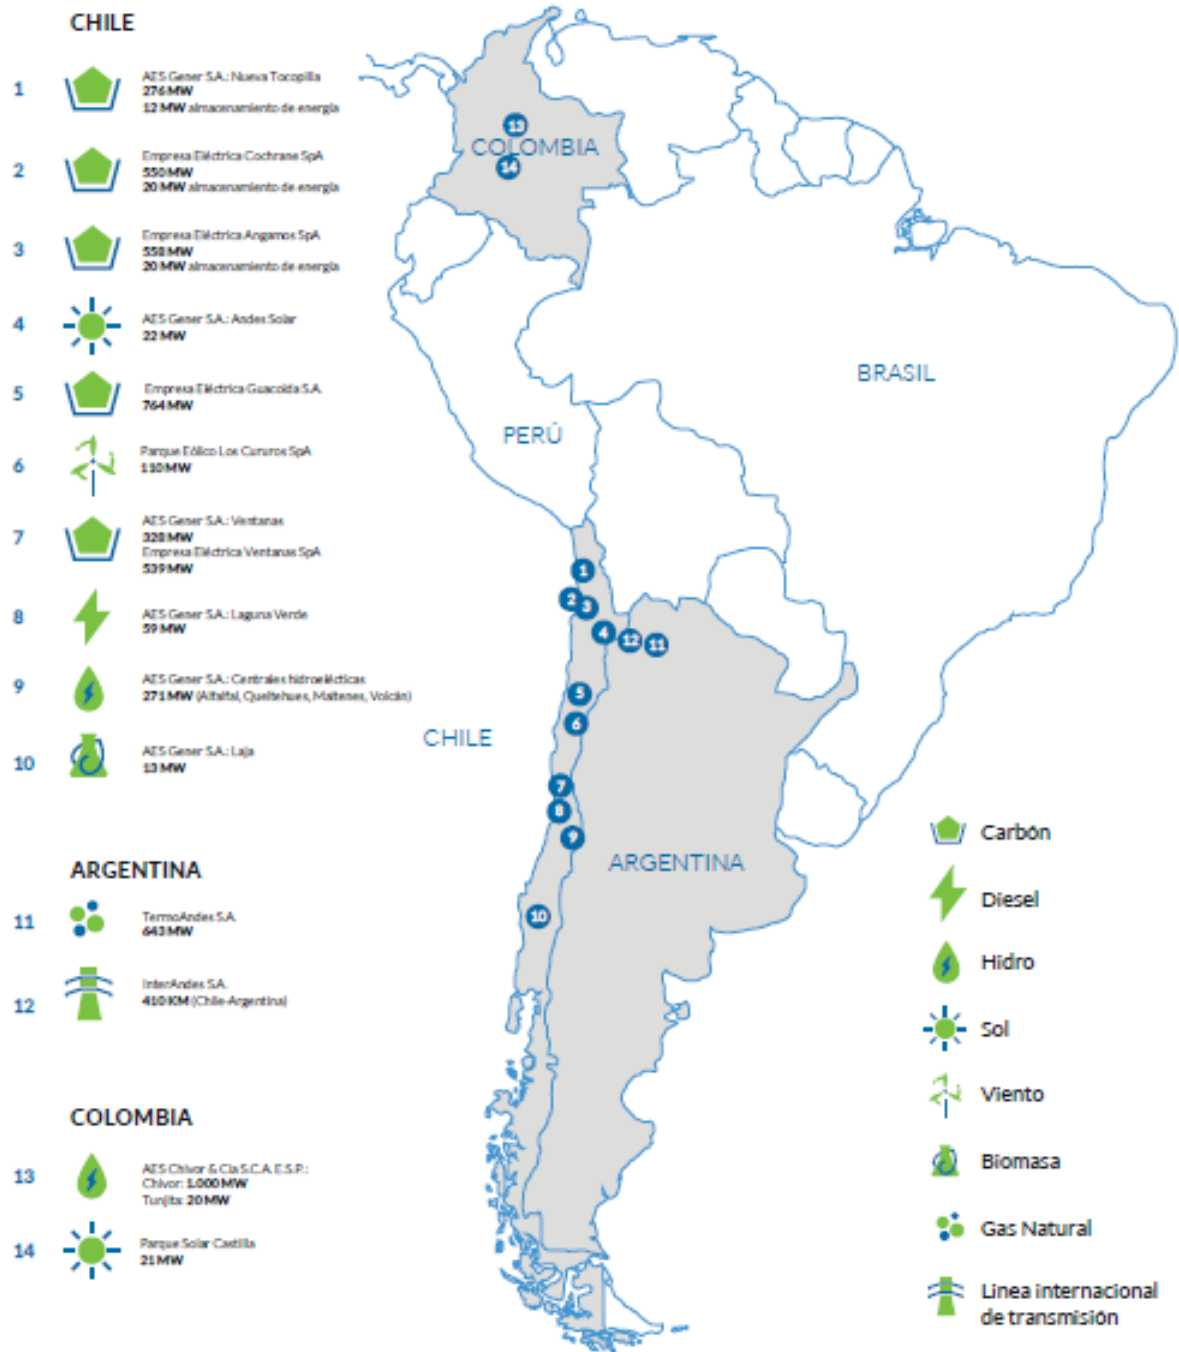 CHILE
1
AES Gener S.A.: Nueva Tocopilla
276 MW
12 MW almacenamiento de energía
2
Empresa Eléctrica Cochrane SpA
550 MW
20 MW almacenamiento de energía
3
Empresa Eléctrica Angamos SpA
558 MW
20 MW almacenamiento de energía
4
AES Gener S.A.: Andes Solar
22 MW
5
Empresa Eléctrica Guacolda S.A.
764 MW
6
Parque Eólico Los Cururos SpA
110 MW
7
AES Gener S.A.: Ventanas
328 MW
Empresa Eléctrica Ventanas SpA
539 MW
8
AES Gener S.A.: Laguna Verde
59 MW
9
AES Gener S.A.: Centrales hidroelécticas
271 MW (Alfalfal, Queltehues, Maitenes, Volcán)
10
AES Gener S.A.: Laja
13 MW
ARGENTINA
11
TermoAndes S.A.
643 MW
12
InterAndes S.A.
410 KM (Chile-Argentina)
COLOMBIA
13
AES Chivor & Cía S.C.A. E.S.P.:
Chivor: 1.000 MW
Tunjita: 20 MW
14
Parque Solar Castilla
21 MW
13
COLOMBIA
14
BRASIL
PERÚ
1
2
3
4
12
11
5
6
CHILE
7
8
9
ARGENTINA
10
Carbón
Diesel
Hidro
Sol
Viento
Biomasa
Gas Natural
Linea internacional
de transmisión